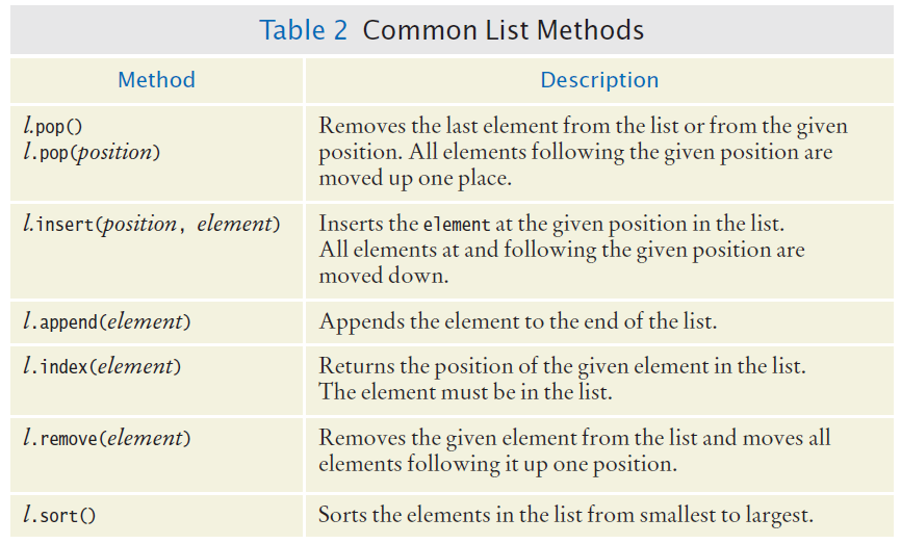 Table 2 Common List Methods
Method Description
l.pop()
l.pop(position)
Removes the last element from the list or from the given
position. All elements following the given position are
moved up one place.
l.insert(position, element)
Inserts the element at the given position in the list.
All elements at and following the given position are
moved down.
l.append(element)
Appends the element to the end of the list.
l.index(element)
Returns the position of the given element in the list.
The element must be in the list.
l.remove(element)
Removes the given element from the list and moves all
elements following it up one position.
l.sort()
Sorts the elements in the list from smallest to largest.